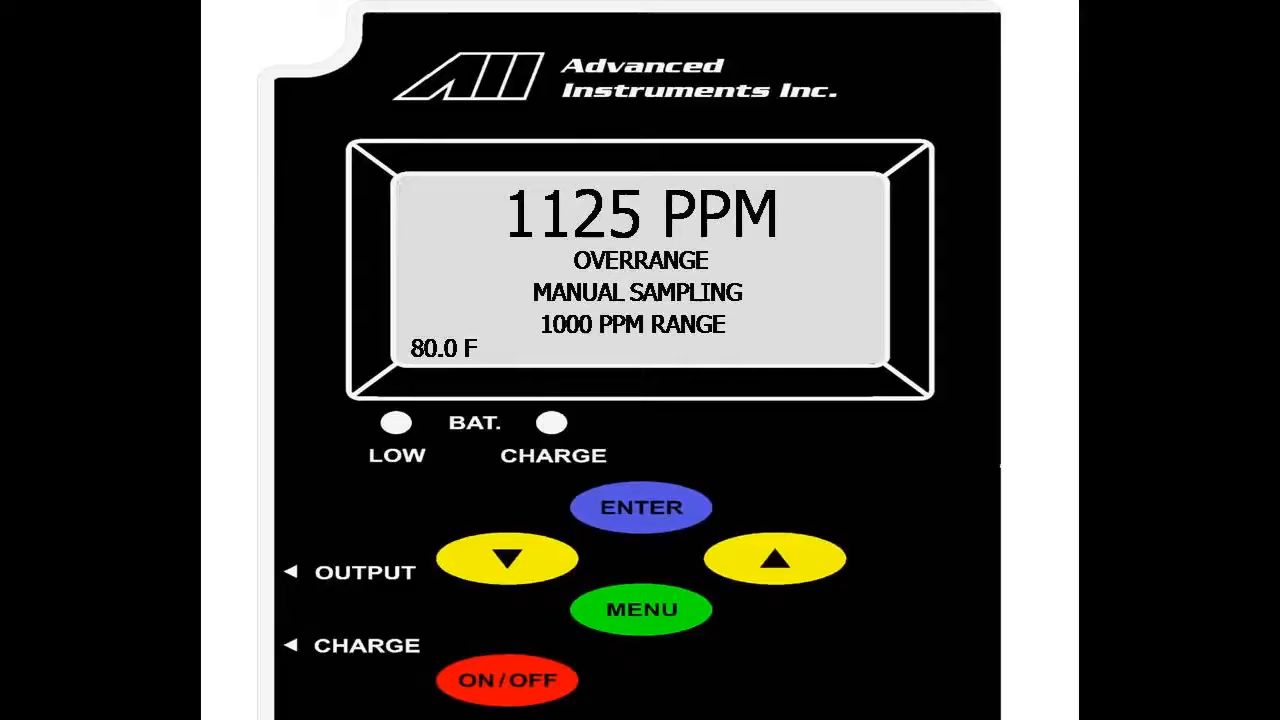 Advanced
Instruments Inc.
1125 PPM
OVERRANGE
MANUAL SAMPLING
1000 PPM RANGE
80.0 F
BAT.
LOW
CHARGE
ENTER
OUTPUT
MENU
CHARGE
ON/OFF